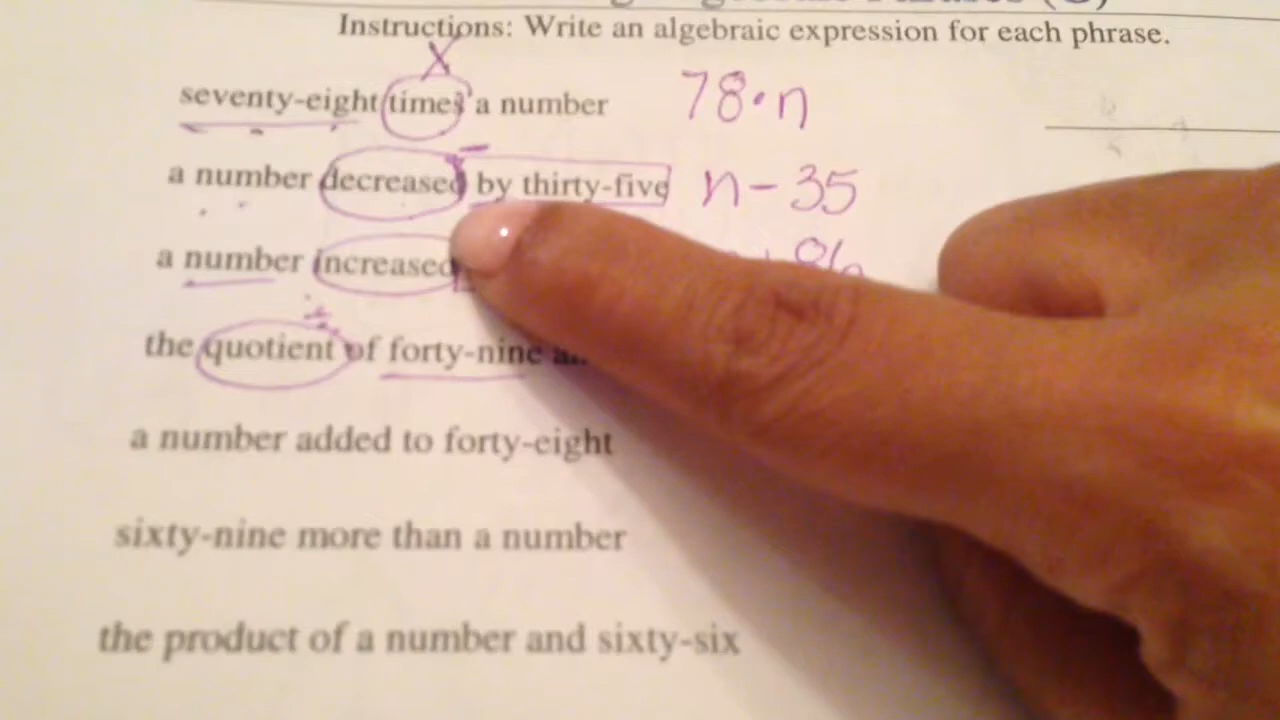 Instructions: Write an algebraic expression for each phrase.
X
seventy-eight times a number 78·n
a number decreased by thirty-five n - 35
a number increased
÷
the quotient of forty-nine
a number added to forty-eight
sixty-nine more than a number
the product of a number and sixty-six